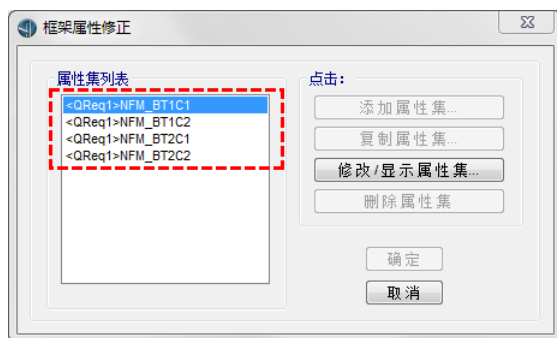 框架属性修正
属性集列表
<QReq1>NFM_BT1C1
<QReq1>NFM_BT1C2
<QReq1>NFM_BT2C1
<QReq1>NFM_BT2C2
点击：
添加属性集...
复制属性集...
修改/显示属性集...
删除属性集
确定
取消